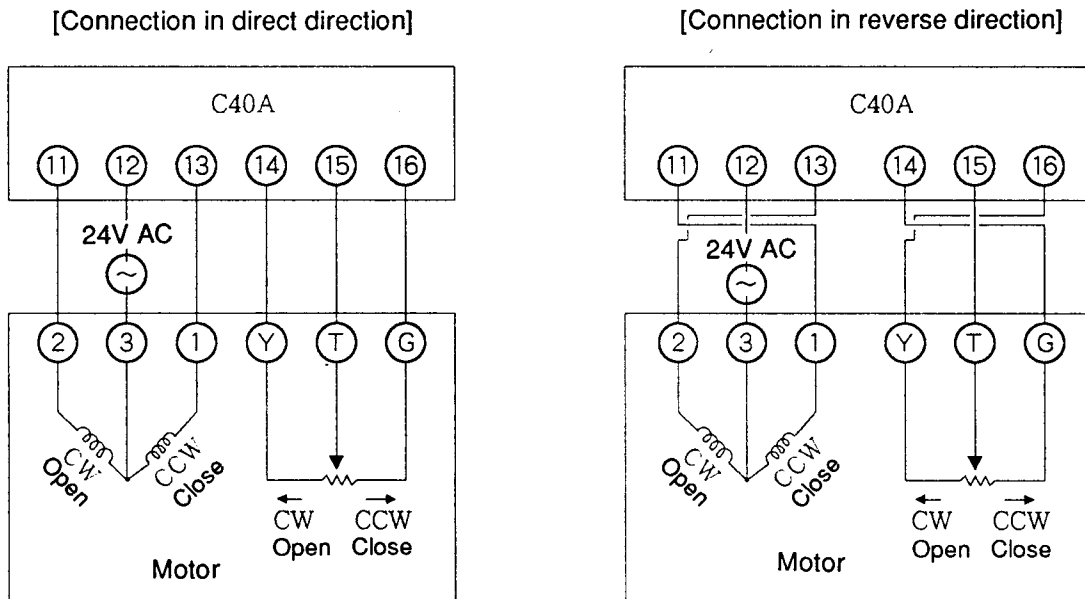 [Connection in direct direction]
C40A
11 12 13 14 15 16
24V AC
~
2 3 1 Y T G
CW
Open
CCW
Close
CW CCW
Open Close
Motor
[Connection in reverse direction]
C40A
11 12 13 14 15 16
24V AC
~
2 3 1 Y T G
CW
Open
CCW
Close
CW CCW
Open Close
Motor